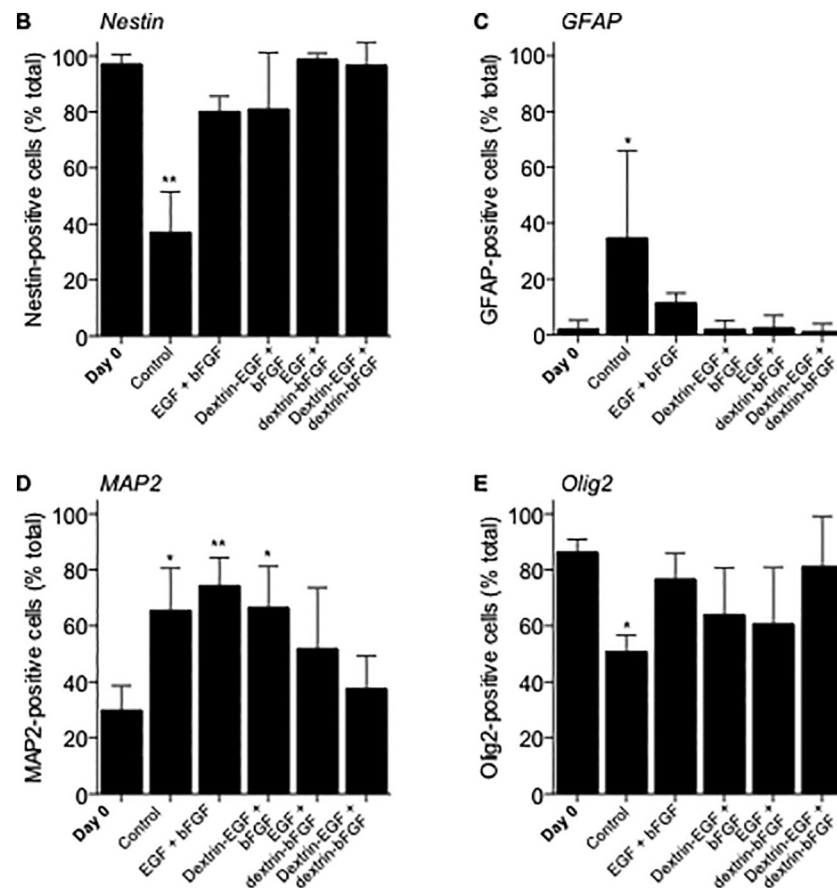 B Nestin
Nestin-positive cells (% total)
100
80
60
40
20
0
**
Day 0
Control
EGF + bFGF
Dextrin-EGF +
bFGF
EGF +
dextrin-bFGF
Dextrin-EGF +
dextrin-bFGF
C GFAP
GFAP-positive cells (% total)
100
80
60
40
20
0
*
Day 0
Control
EGF + bFGF
Dextrin-EGF +
bFGF
EGF +
dextrin-bFGF
Dextrin-EGF +
dextrin-bFGF
D MAP2
MAP2-positive cells (% total)
100
80
60
40
20
0
*
**
*
Day 0
Control
EGF + bFGF
Dextrin-EGF +
bFGF
EGF +
dextrin-bFGF
Dextrin-EGF +
dextrin-bFGF
E Olig2
Olig2-positive cells (% total)
100
80
60
40
20
0
*
Day 0
Control
EGF + bFGF
Dextrin-EGF +
bFGF
EGF +
dextrin-bFGF
Dextrin-EGF +
dextrin-bFGF